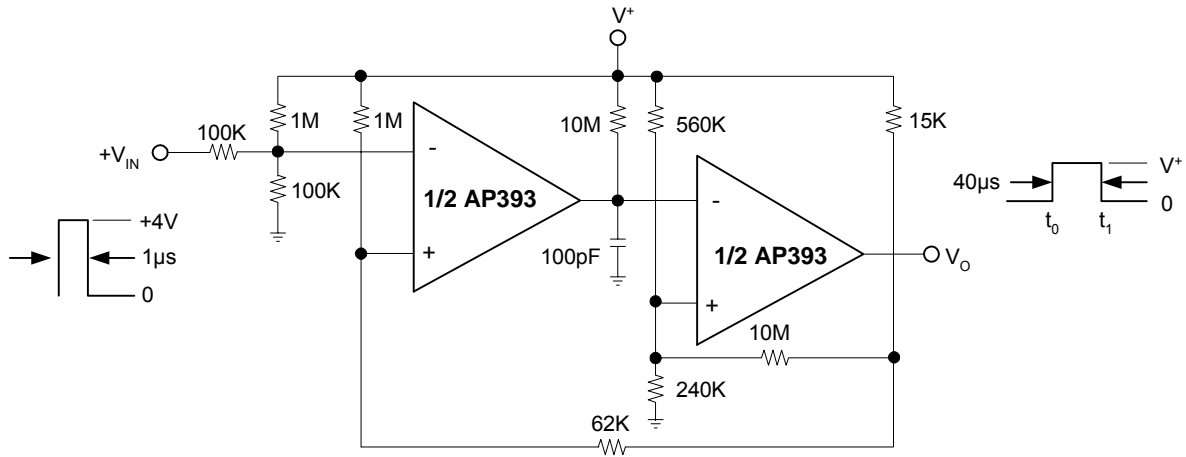 V+
1M
1M
10M
560K
15K
100K
+VIN
-
100K
1/2 AP393
-
40µs
V+
0
t0
t1
+4V
1µs
0
+
100pF
1/2 AP393
VO
+
10M
240K
62K